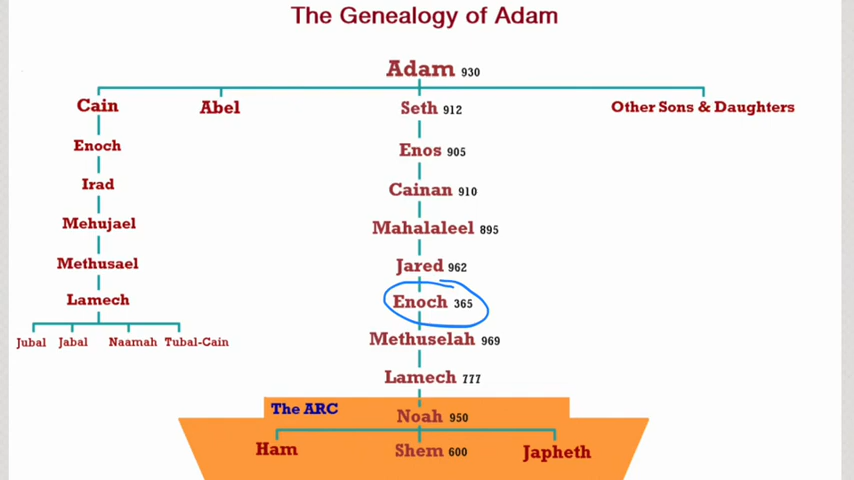 The Genealogy of Adam
Adam 930
Cain Abel Seth 912 Other Sons & Daughters
Enoch Enos 905
Irad Cainan 910
Mehujael Mahalaleel 895
Methusael Jared 962
Lamech Enoch 365
Jubal Jabal Naamah Tubal-Cain Methuselah 969
Lamech 777
The ARC Noah 950
Ham Shem 600 Japheth